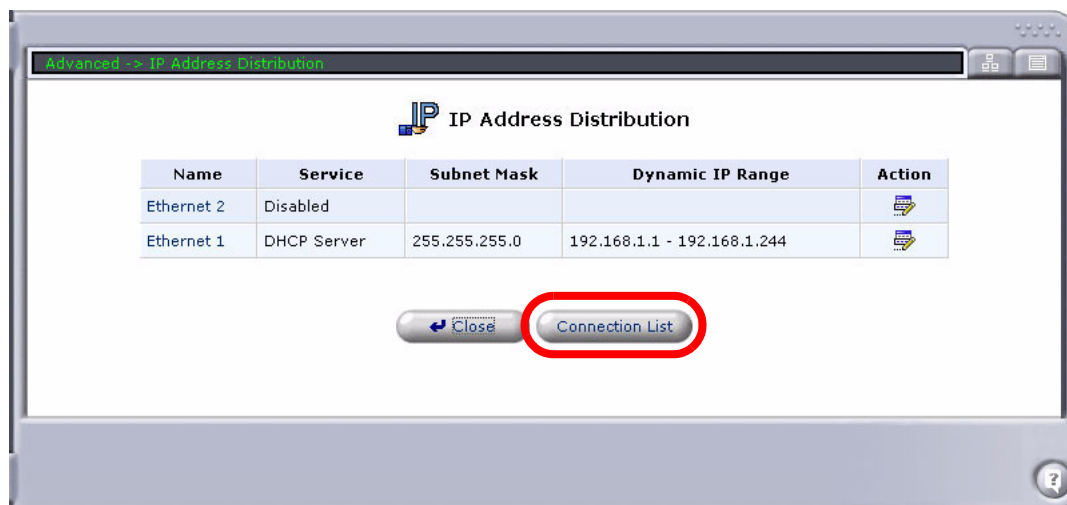 Advanced -> IP Address Distribution
IP IP Address Distribution
Name Service Subnet Mask Dynamic IP Range Action
Ethernet 2 Disabled
Ethernet 1 DHCP Server 255.255.255.0 192.168.1.1 - 192.168.1.244
Close Connection List
?